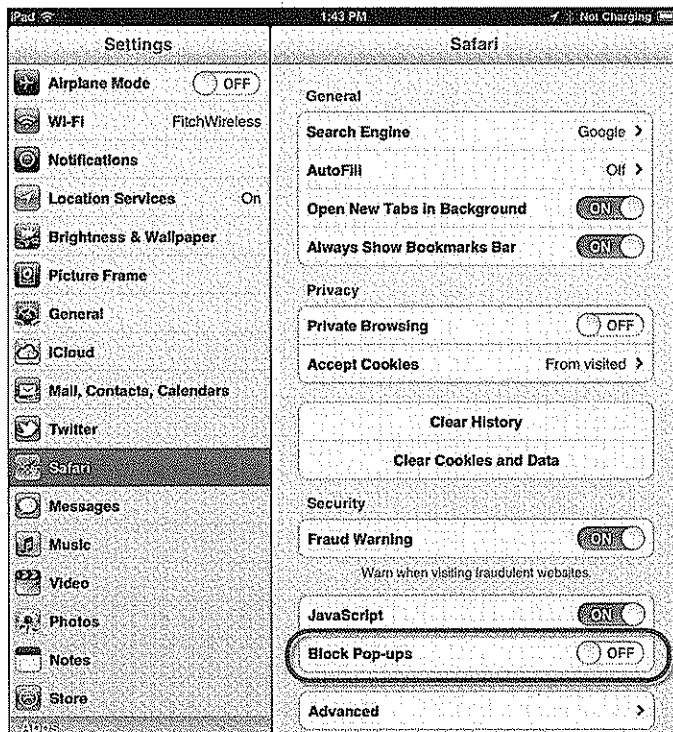 iPad 1:43 PM Not Charging
Settings
Airplane Mode OFF
Wi-Fi FitchWireless
Notifications
Location Services On
Brightness & Wallpaper
Picture Frame
General
iCloud
Mail, Contacts, Calendars
Twitter
Safari
Messages
Music
Video
Photos
Notes
Store
Apps
Safari
General
Search Engine Google >
AutoFill Off >
Open New Tabs in Background ON
Always Show Bookmarks Bar ON
Privacy
Private Browsing OFF
Accept Cookies From visited >
Clear History
Clear Cookies and Data
Security
Fraud Warning ON
Warn when visiting fraudulent websites.
JavaScript ON
Block Pop-ups OFF
Advanced >